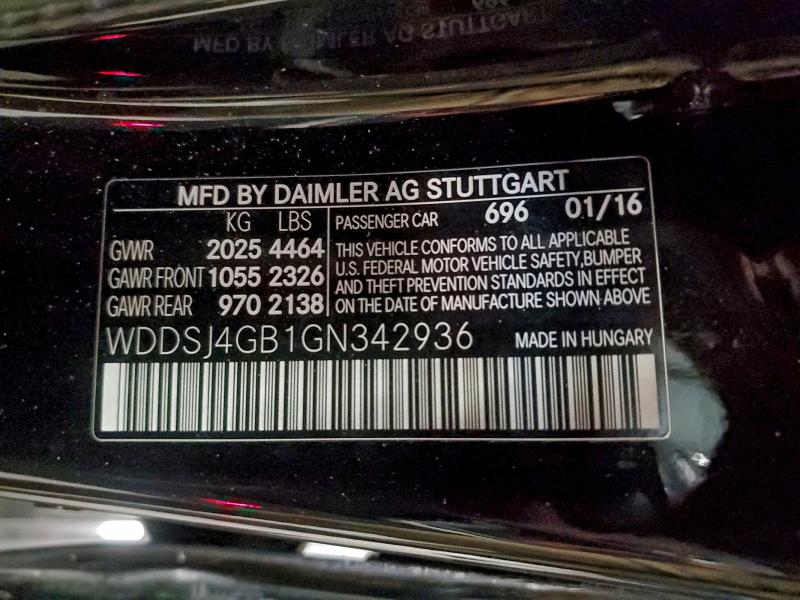 MFD BY DAIMLER AG STUTTGART
KG LBS
GVWR 2025 4464
GAWR FRONT 1055 2326
GAWR REAR 970 2138
PASSENGER CAR 696 01/16
THIS VEHICLE CONFORMS TO ALL APPLICABLE
U.S. FEDERAL MOTOR VEHICLE SAFETY,BUMPER
AND THEFT PREVENTION STANDARDS IN EFFECT
ON THE DATE OF MANUFACTURE SHOWN ABOVE
WDDSJ4GB1GN342936 MADE IN HUNGARY